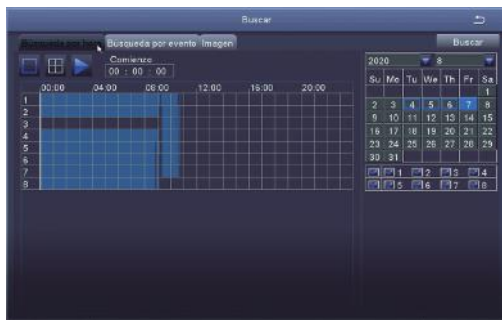 Buscar
Búsqueda por hora Búsqueda por evento Imagen
Buscar
Comienzo
00 : 00 : 00
00:00 04:00 08:00 12:00 16:00 20:00
1
2
3
4
5
6
7
8
2020 8
Su Mo Tu We Th Fr Sa
1
2 3 4 5 6 7 8
9 10 11 12 13 14 15
16 17 18 19 20 21 22
23 24 25 26 27 28 29
30 31
1 2 3 4
5 6 7 8